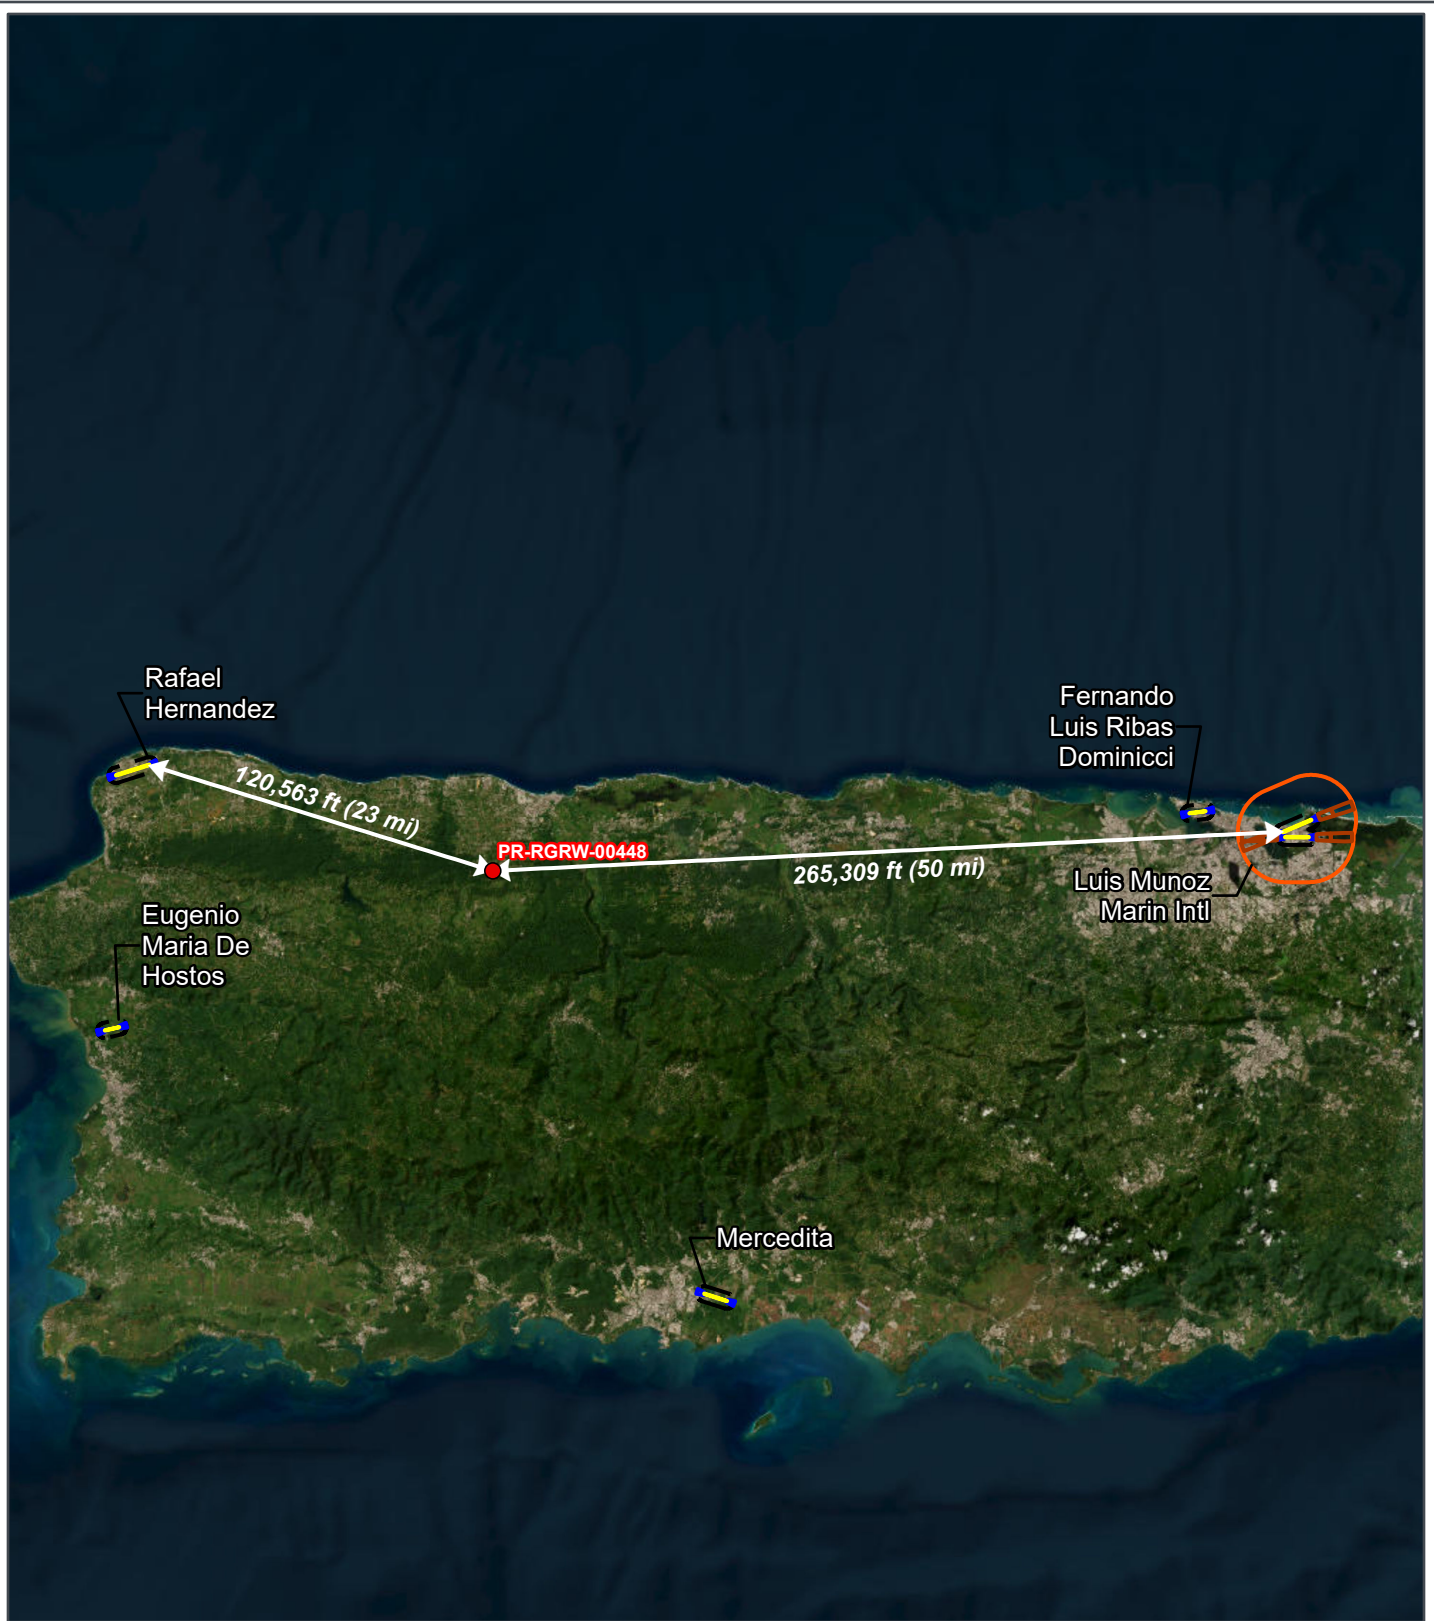 Rafael
Hernandez
Fernando
Luis Ribas
Dominicci
120,563 ft (23 mi)
PR-RGRW-00448
265,309 ft (50 mi)
Luis Munoz
Marin Intl
Eugenio
Maria De
Hostos
Mercedita